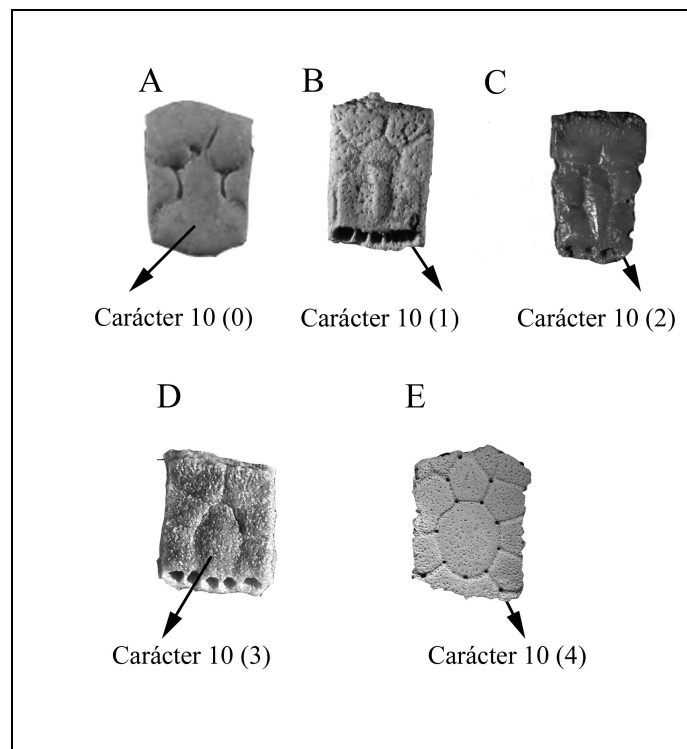 A
B
C
Carácter 10 (0)
Carácter 10 (1)
Carácter 10 (2)
D
E
Carácter 10 (3)
Carácter 10 (4)